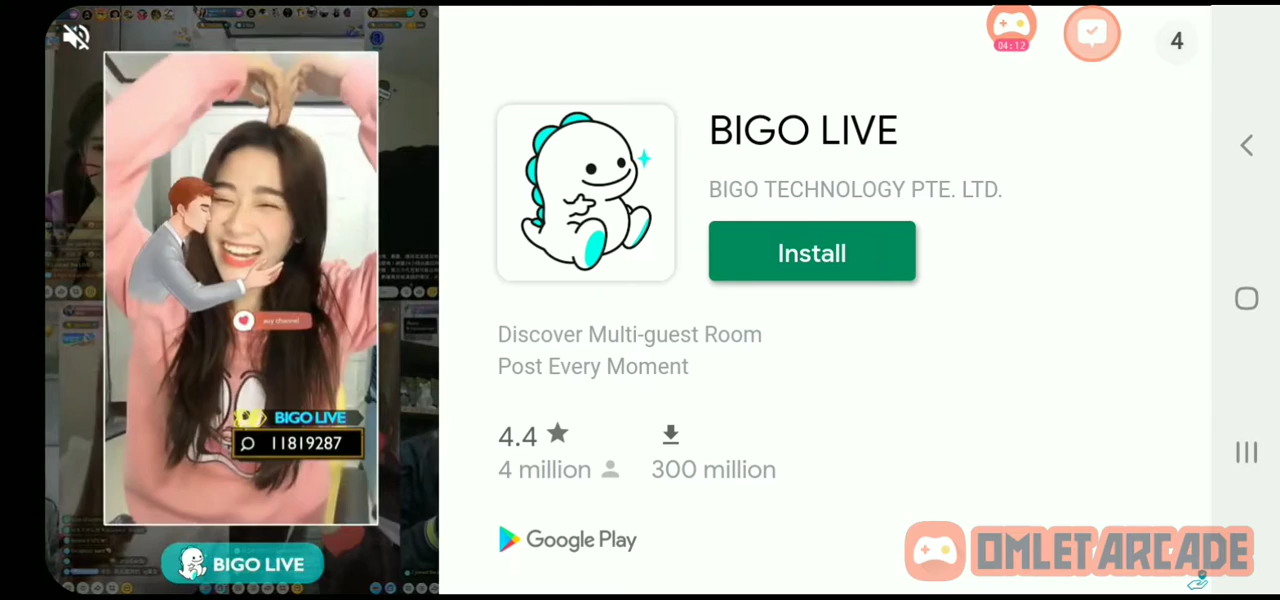 04:12
4
BIGO LIVE
BIGO TECHNOLOGY PTE. LTD.
Install
Discover Multi-guest Room
Post Every Moment
4.4
4 million
300 million
Google Play
BIGO LIVE
11819287
BIGO LIVE
OMLET ARCADE